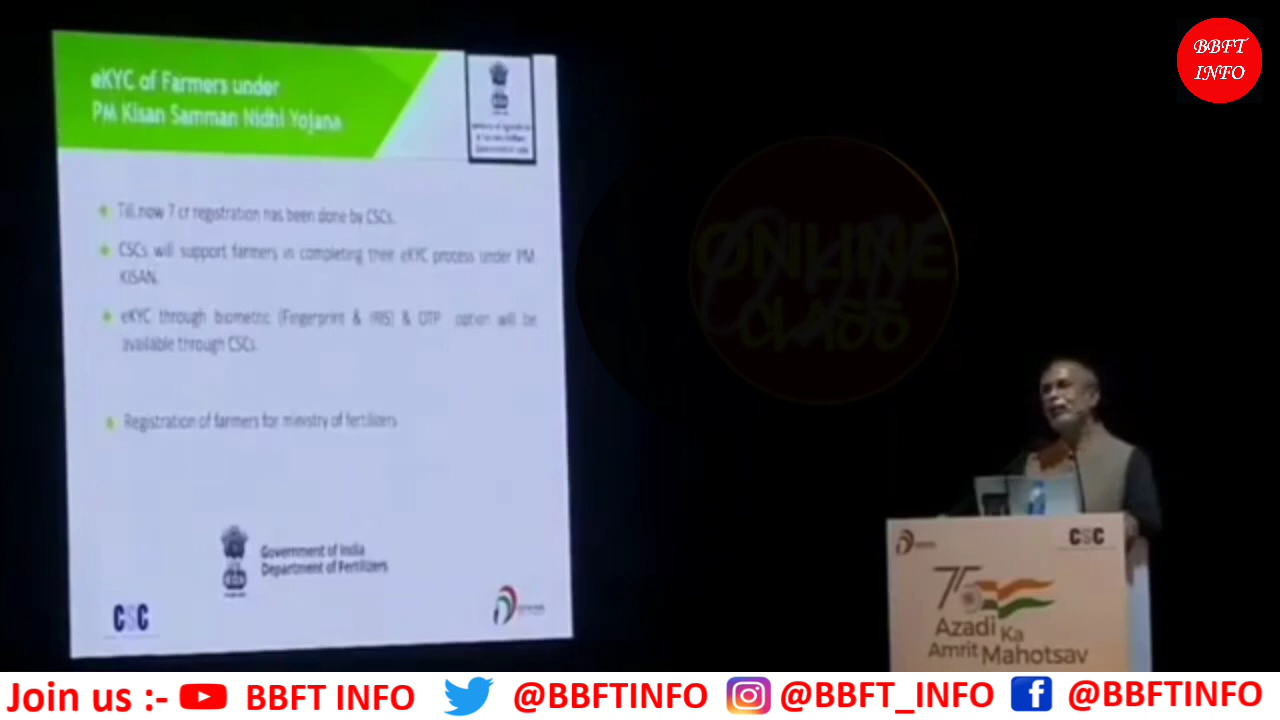 BBFT
INFO
eKYC of Farmers under
PM Kisan Samman Nidhi Yojana
Till now 7 cr registration has been done by CSCs.
CSCs will support farmers in completing their eKYC process under PM
KISAN.
eKYC through biometric (Fingerprint & IRIS) & OTP option will be
available through CSCs.
Registration of farmers for ministry of fertilizers
Government of India
Department of Fertilizers
CSC
ONLINE
CLASS
CSC
75
Azadi Ka
Amrit Mahotsav
Join us :- BBFT INFO @BBFTINFO @BBFT_INFO @BBFTINFO